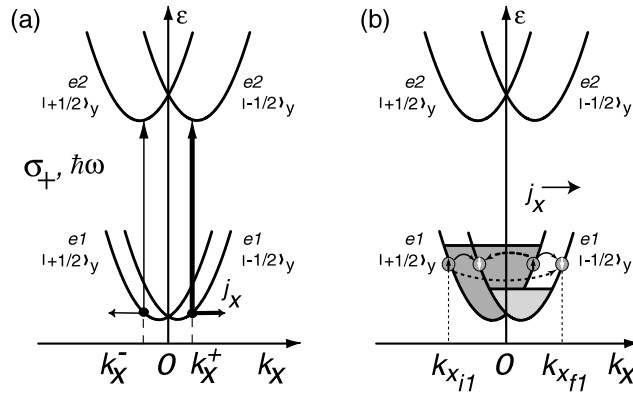 (a)
ε
e2
|+1/2⟩y
e2
|-1/2⟩y
σ+, ħω
e1
|+1/2⟩y
e1
|-1/2⟩y
jx
kx-
0
kx+
kx
(b)
ε
e2
|+1/2⟩y
e2
|-1/2⟩y
jx
e1
|+1/2⟩y
e1
|-1/2⟩y
kxi1
0
kxf1
kx